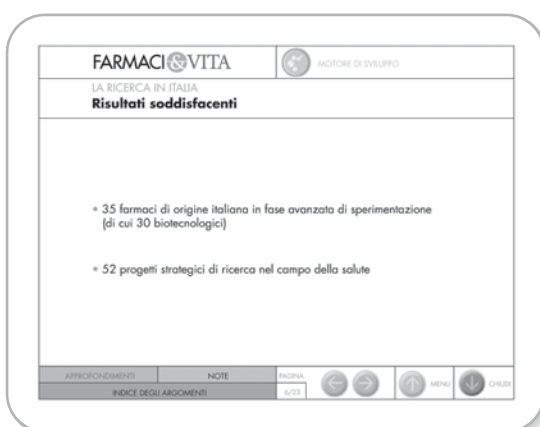 FARMACI&VITA
MOTORE DI SVILUPPO
LA RICERCA IN ITALIA
Risultati soddisfacenti
• 35 farmaci di origine italiana in fase avanzata di sperimentazione
(di cui 30 biotecnologici)
• 52 progetti strategici di ricerca nel campo della salute
APPROFONDIMENTI
NOTE
PAGINA
MENU
CHIUDI
INDICE DEGLI ARGOMENTI
6/23